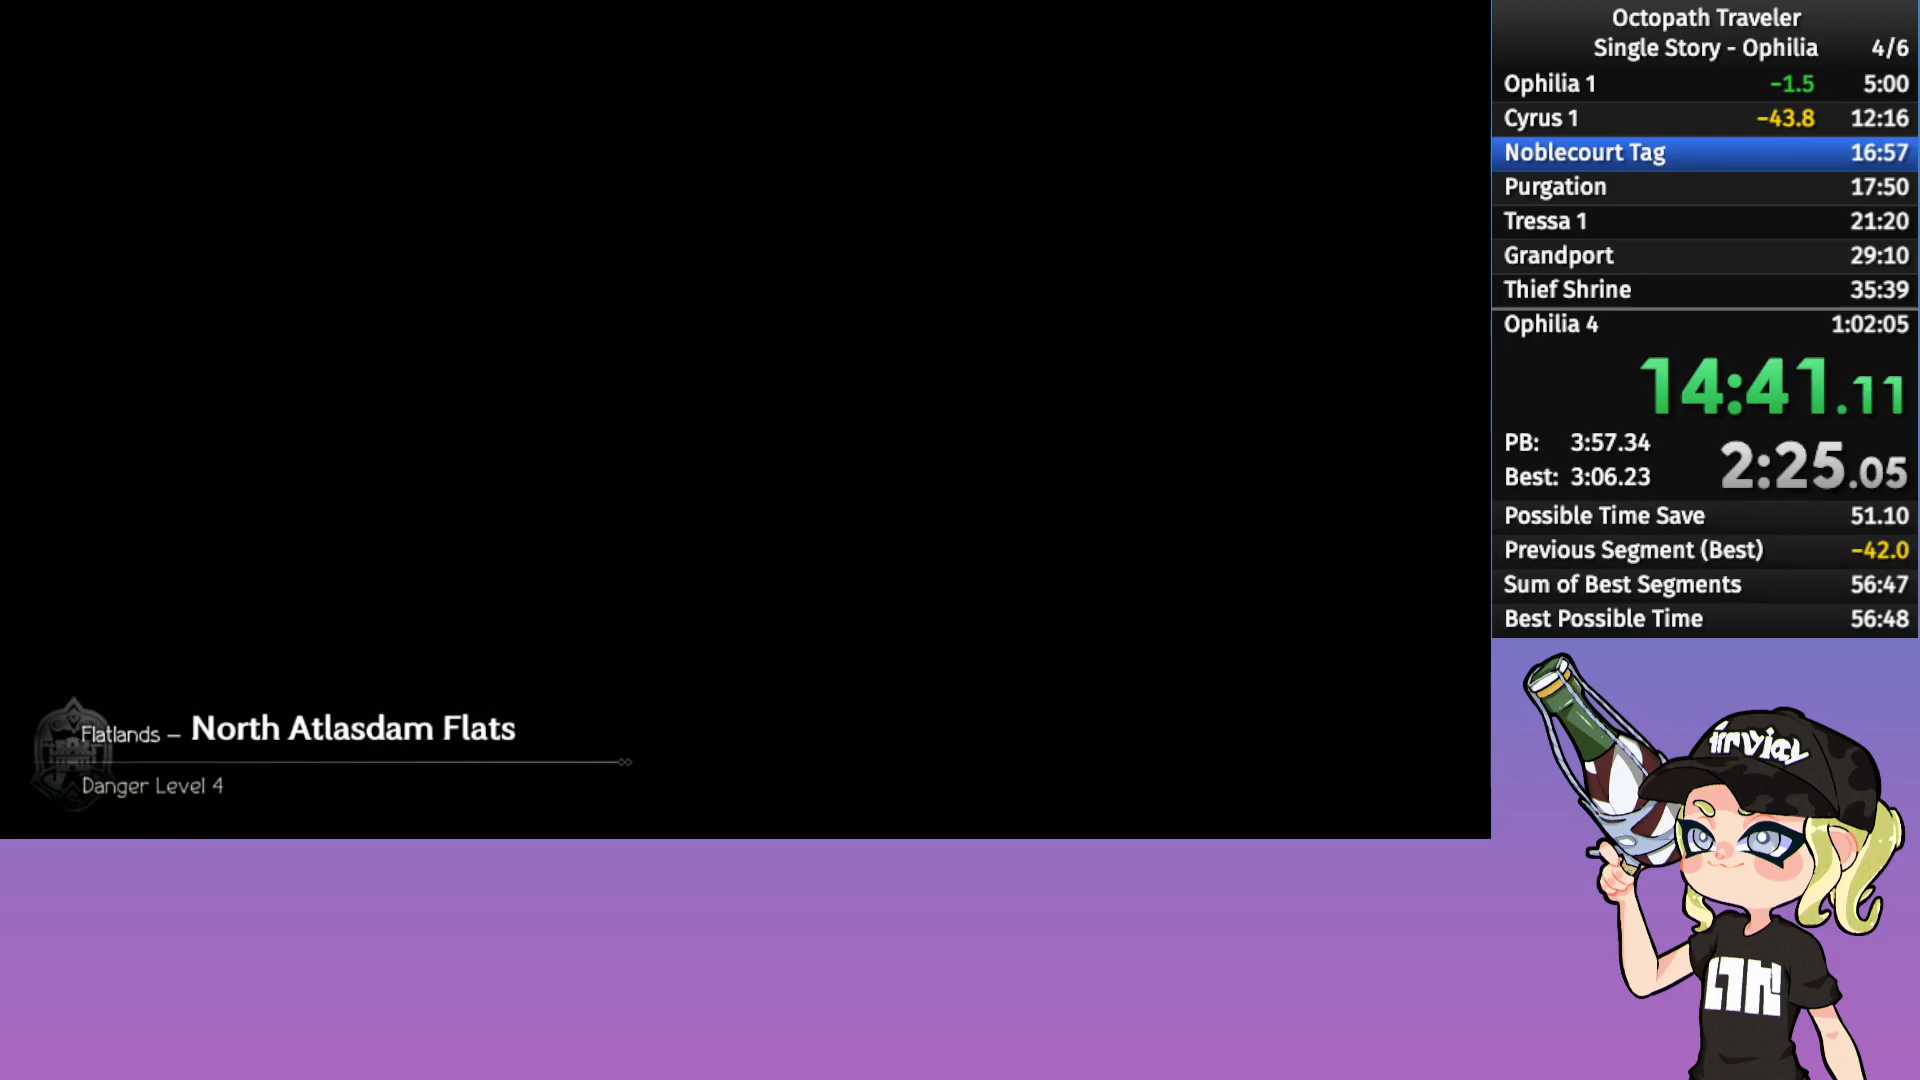 Octopath Traveler
Single Story - Ophilia 4/6
Ophilia 1 −1.5 5:00
Cyrus 1 −43.8 12:16
Noblecourt Tag 16:57
Purgation 17:50
Tressa 1 21:20
Grandport 29:10
Thief Shrine 35:39
Ophilia 4 1:02:05
14:41.11
PB: 3:57.34
2:25.05
Best: 3:06.23
Possible Time Save 51.10
Previous Segment (Best) −42.0
Sum of Best Segments 56:47
Best Possible Time 56:48
Flatlands – North Atlasdam Flats
Danger Level 4